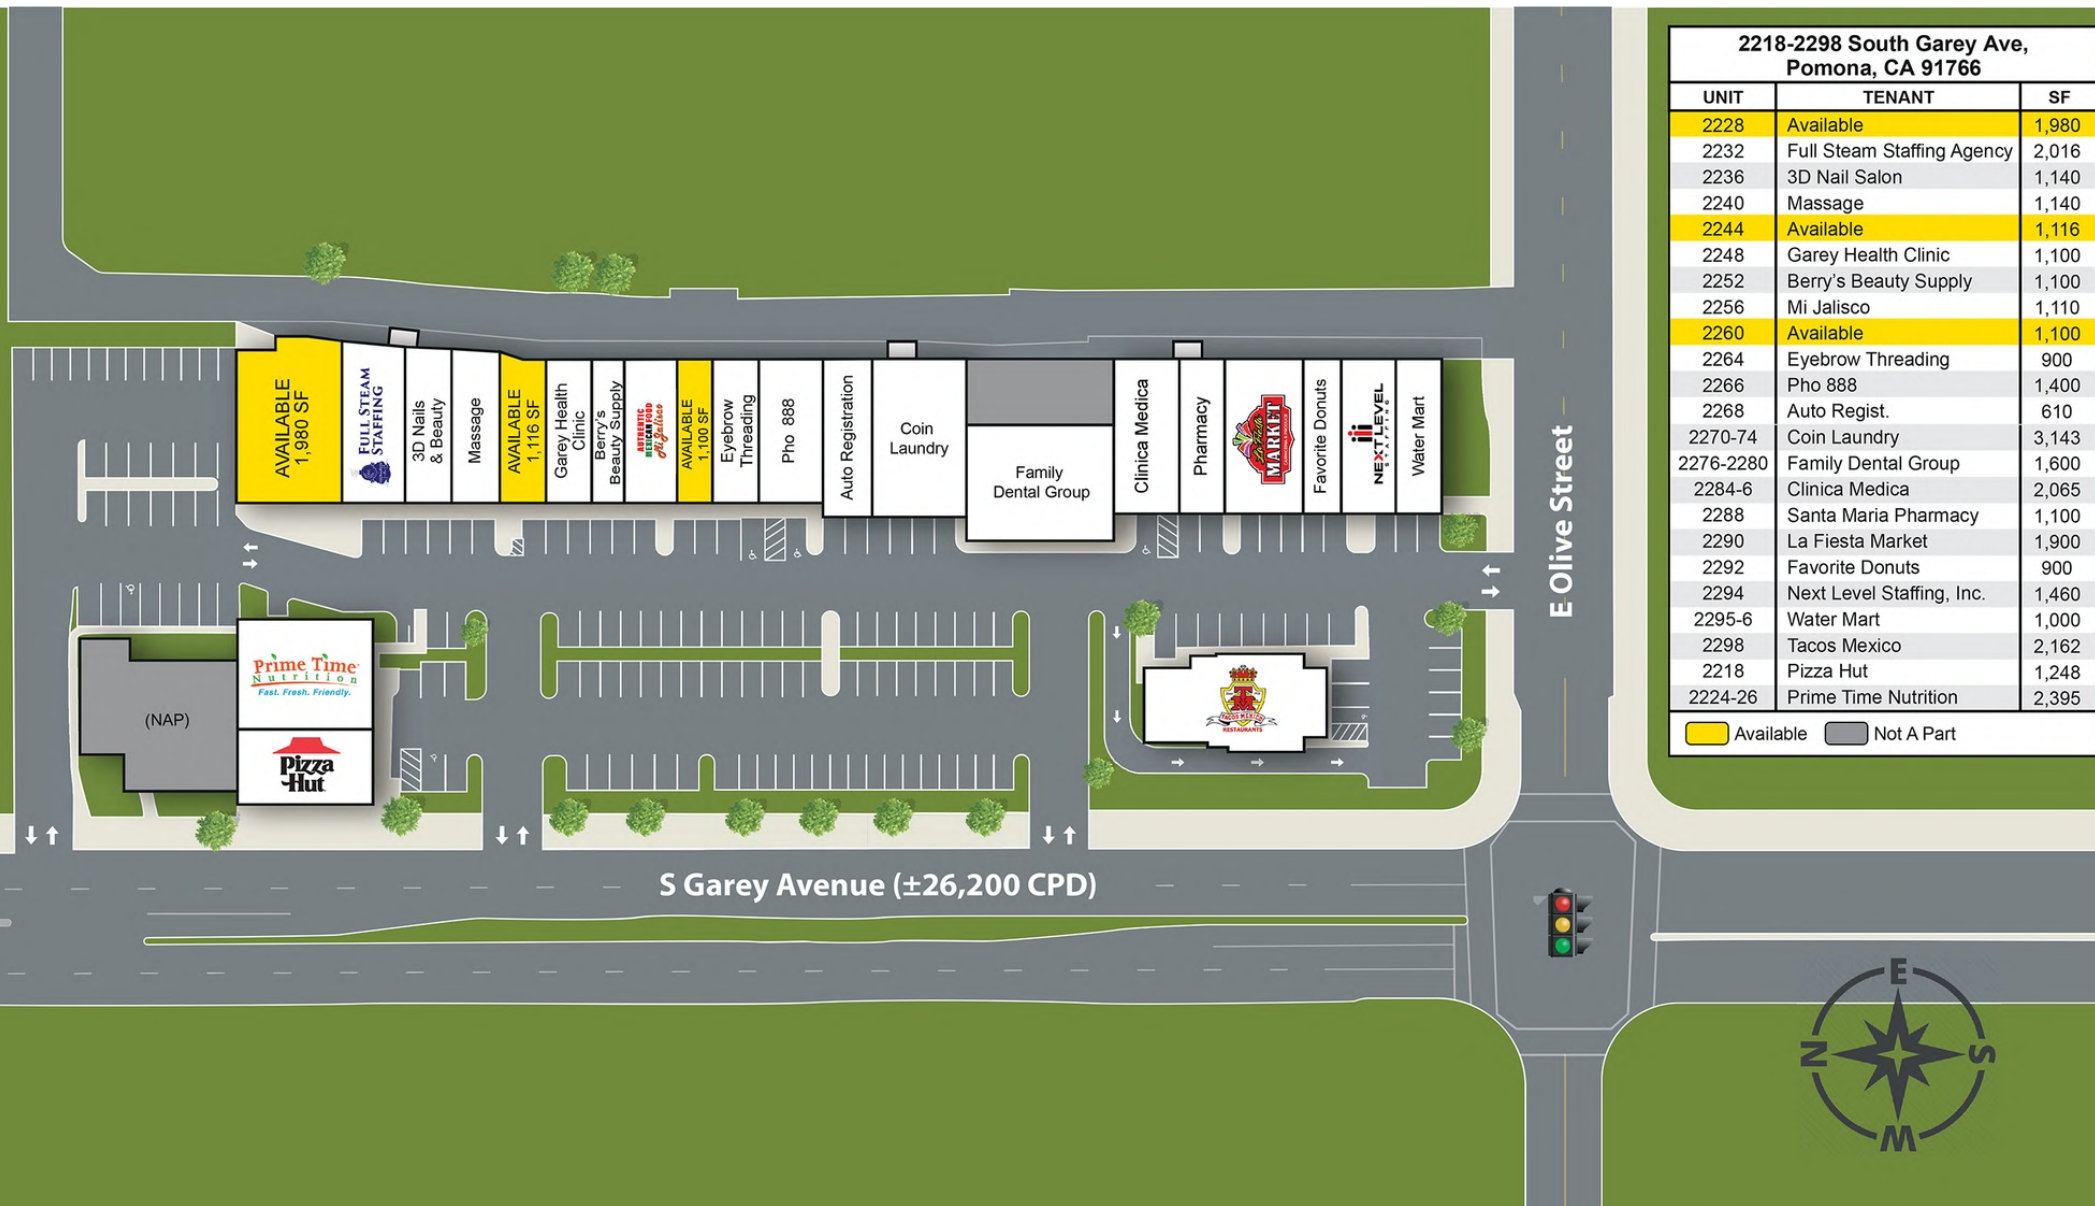 2218-2298 South Garey Ave,
Pomona, CA 91766
UNIT TENANT SF
2228 Available 1,980
2232 Full Steam Staffing Agency 2,016
2236 3D Nail Salon 1,140
2240 Massage 1,140
2244 Available 1,116
2248 Garey Health Clinic 1,100
2252 Berry's Beauty Supply 1,100
2256 Mi Jalisco 1,110
2260 Available 1,100
2264 Eyebrow Threading 900
2266 Pho 888 1,400
2268 Auto Regist. 610
2270-74 Coin Laundry 3,143
2276-2280 Family Dental Group 1,600
2284-6 Clinica Medica 2,065
2288 Santa Maria Pharmacy 1,100
2290 La Fiesta Market 1,900
2292 Favorite Donuts 900
2294 Next Level Staffing, Inc. 1,460
2295-6 Water Mart 1,000
2298 Tacos Mexico 2,162
2218 Pizza Hut 1,248
2224-26 Prime Time Nutrition 2,395
Available Not A Part
AVAILABLE
1,980 SF
FULL STEAM
STAFFING
3D Nails
& Beauty
Massage
AVAILABLE
1,116 SF
Garey Health
Clinic
Berry's
Beauty Supply
AUTHENTIC
MEXICAN FOOD
Mi Jalisco
AVAILABLE
1,100 SF
Eyebrow
Threading
Pho 888
Auto Registration
Coin
Laundry
Family
Dental Group
Clinica Medica
Pharmacy
La Fiesta
MARKET
Favorite Donuts
NEXT LEVEL
STAFFING
Water Mart
E Olive Street
(NAP)
Prime Time
Nutrition
Fast. Fresh. Friendly.
Pizza
Hut
TM
TACOS MEXICO
RESTAURANTS
S Garey Avenue (±26,200 CPD)
E
N S
W